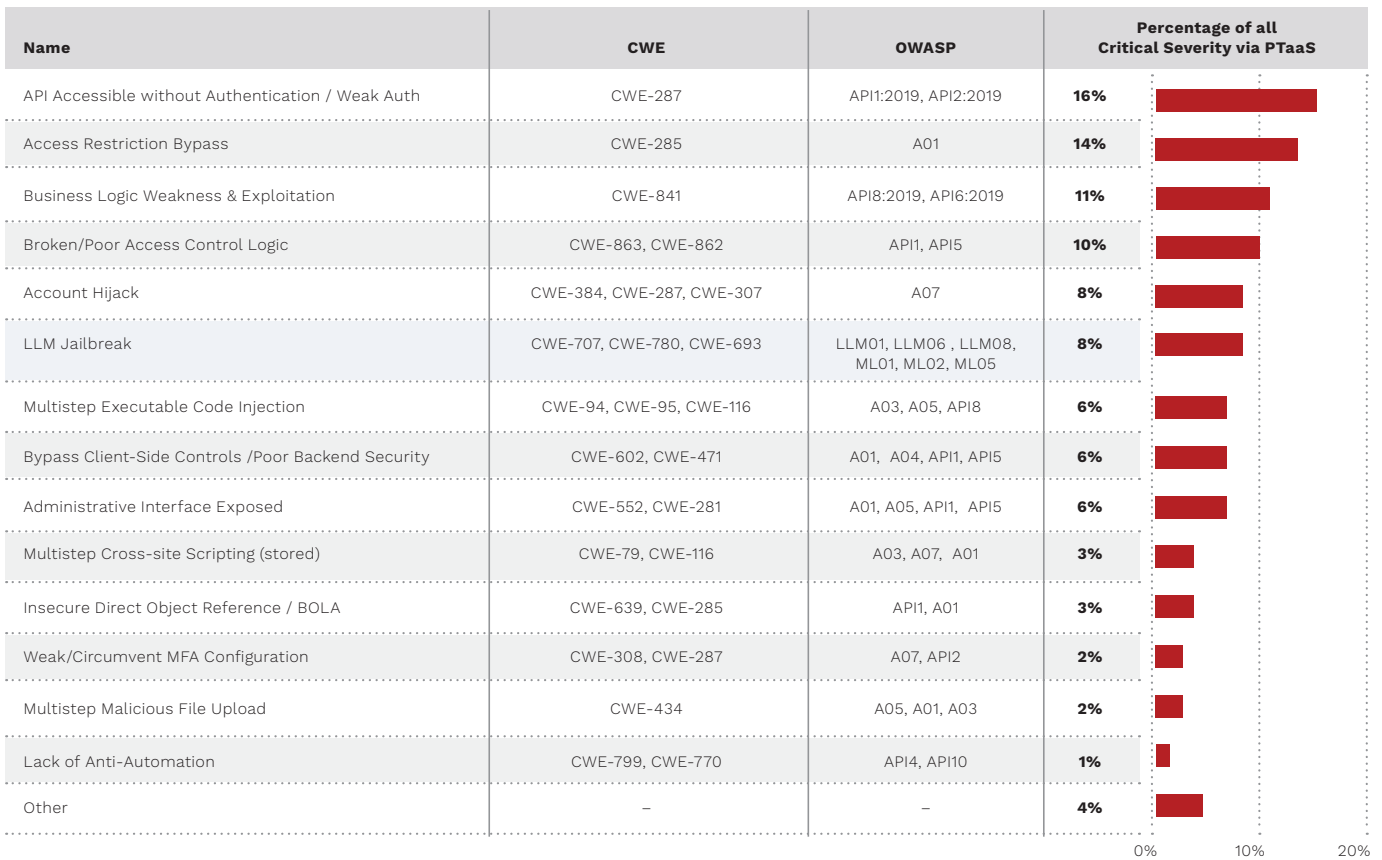 Name CWE OWASP Percentage of all
Critical Severity via PTaaS
API Accessible without Authentication / Weak Auth CWE-287 API1:2019, API2:2019 16%
Access Restriction Bypass CWE-285 A01 14%
Business Logic Weakness & Exploitation CWE-841 API8:2019, API6:2019 11%
Broken/Poor Access Control Logic CWE-863, CWE-862 API1, API5 10%
Account Hijack CWE-384, CWE-287, CWE-307 A07 8%
LLM Jailbreak CWE-707, CWE-780, CWE-693 LLM01, LLM06 , LLM08, 8%
ML01, ML02, ML05
Multistep Executable Code Injection CWE-94, CWE-95, CWE-116 A03, A05, API8 6%
Bypass Client-Side Controls /Poor Backend Security CWE-602, CWE-471 A01, A04, API1, API5 6%
Administrative Interface Exposed CWE-552, CWE-281 A01, A05, API1, API5 6%
Multistep Cross-site Scripting (stored) CWE-79, CWE-116 A03, A07, A01 3%
Insecure Direct Object Reference / BOLA CWE-639, CWE-285 API1, A01 3%
Weak/Circumvent MFA Configuration CWE-308, CWE-287 A07, API2 2%
Multistep Malicious File Upload CWE-434 A05, A01, A03 2%
Lack of Anti-Automation CWE-799, CWE-770 API4, API10 1%
Other – – 4%
0% 10% 20%